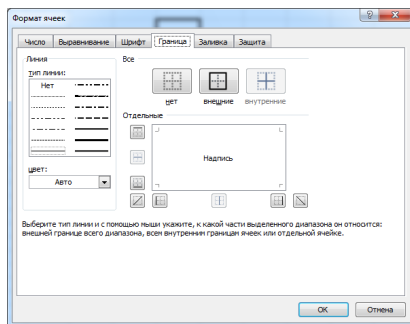 Формат ячеек
Число Выравнивание Шрифт Граница Заливка Защита
Линия
тип линии:
Нет
цвет:
Авто
Все
нет внешние внутренние
Отдельные
Надпись
Выберите тип линии и с помощью мыши укажите, к какой части выделенного диапазона он относится:
внешней границе всего диапазона, всем внутренним границам ячеек или отдельной ячейке.
ОК Отмена